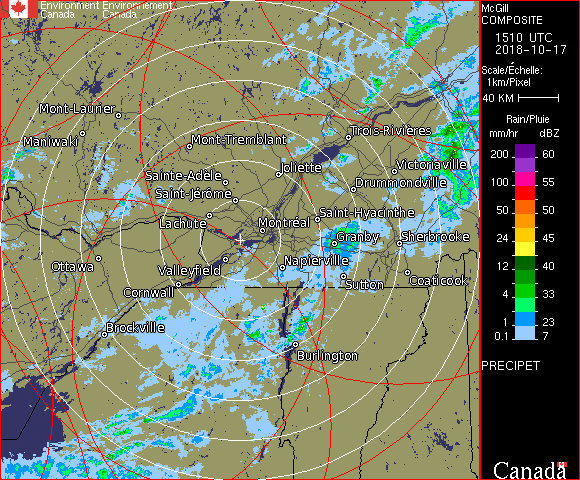 Environment Environnement
Canada Canada
McGill
COMPOSITE
1510 UTC
2018-10-17
Scale/Échelle:
1km/Pixel
40 KM
Rain/Pluie
mm/hr dBZ
200 60
150 57
100 55
50 50
24 45
12 40
4 33
1 23
0.1 7
PRECIPET
Mont-Laurier
Maniwaki
Mont-Tremblant
Trois-Rivières
Joliette
Victoriaville
Sainte-Adèle
Drummondville
Saint-Jérôme
Saint-Hyacinthe
Lachute
Montréal
Granby
Sherbrooke
Ottawa
Valleyfield
Napierville
Coaticook
Cornwall
Sutton
Brockville
Burlington
Canada